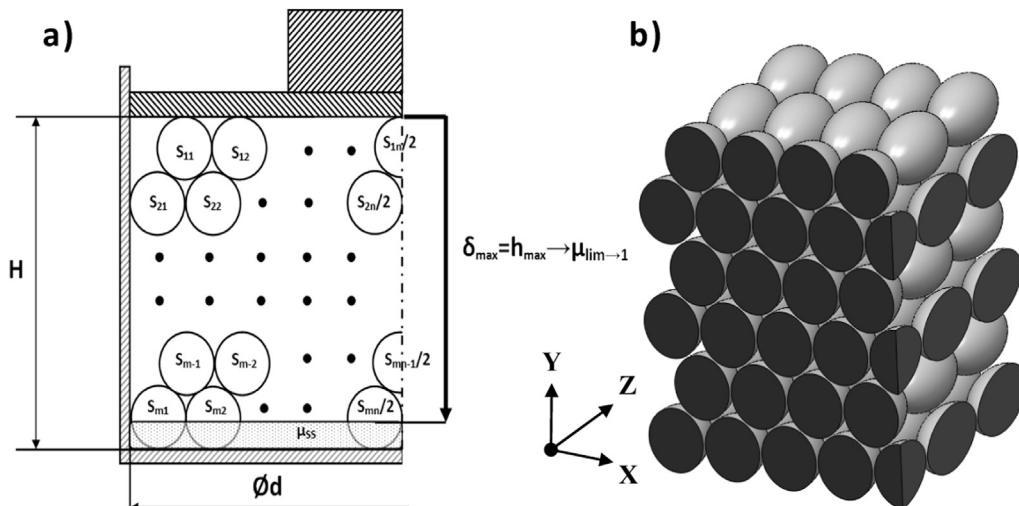 a)
b)
S11 S12 S1n/2
S21 S22 S2n/2
H
δmax=hmax→μlim→1
Sm-1 Sm-2 Smn-1/2
Sm1 Sm2 Smn/2
μSS
Ød
Y
Z
X